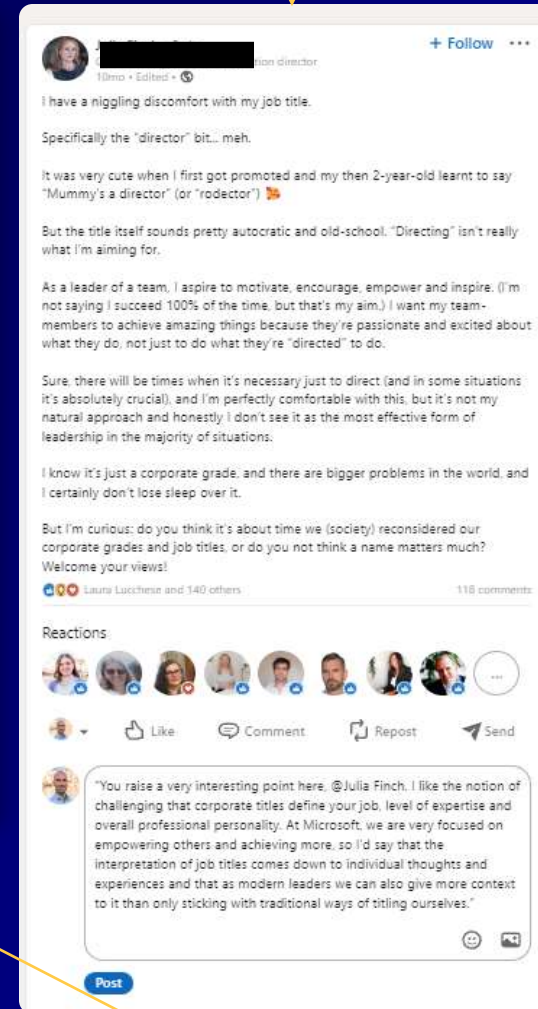 + Follow
tion director
10mo • Edited •
I have a niggling discomfort with my job title.
Specifically the "director" bit... meh.
It was very cute when I first got promoted and my then 2-year-old learnt to say
"Mummy's a director" (or "rodector")
But the title itself sounds pretty autocratic and old-school. "Directing" isn't really
what I'm aiming for.
As a leader of a team, I aspire to motivate, encourage, empower and inspire. (I'm
not saying I succeed 100% of the time, but that's my aim.) I want my team-
members to achieve amazing things because they're passionate and excited about
what they do, not just to do what they're "directed" to do.
Sure, there will be times when it's necessary just to direct (and in some situations
it's absolutely crucial), and I'm perfectly comfortable with this, but it's not my
natural approach and honestly I don't see it as the most effective form of
leadership in the majority of situations.
I know it's just a corporate grade, and there are bigger problems in the world, and
I certainly don't lose sleep over it.
But I'm curious: do you think it's about time we (society) reconsidered our
corporate grades and job titles, or do you not think a name matters much?
Welcome your views!
Laura Lucchese and 140 others 118 comments
Reactions
Like Comment Repost Send
"You raise a very interesting point here, @Julia Finch. I like the notion of
challenging that corporate titles define your job, level of expertise and
overall professional personality. At Microsoft, we are very focused on
empowering others and achieving more, so I'd say that the
interpretation of job titles comes down to individual thoughts and
experiences and that as modern leaders we can also give more context
to it than only sticking with traditional ways of titling ourselves."
Post